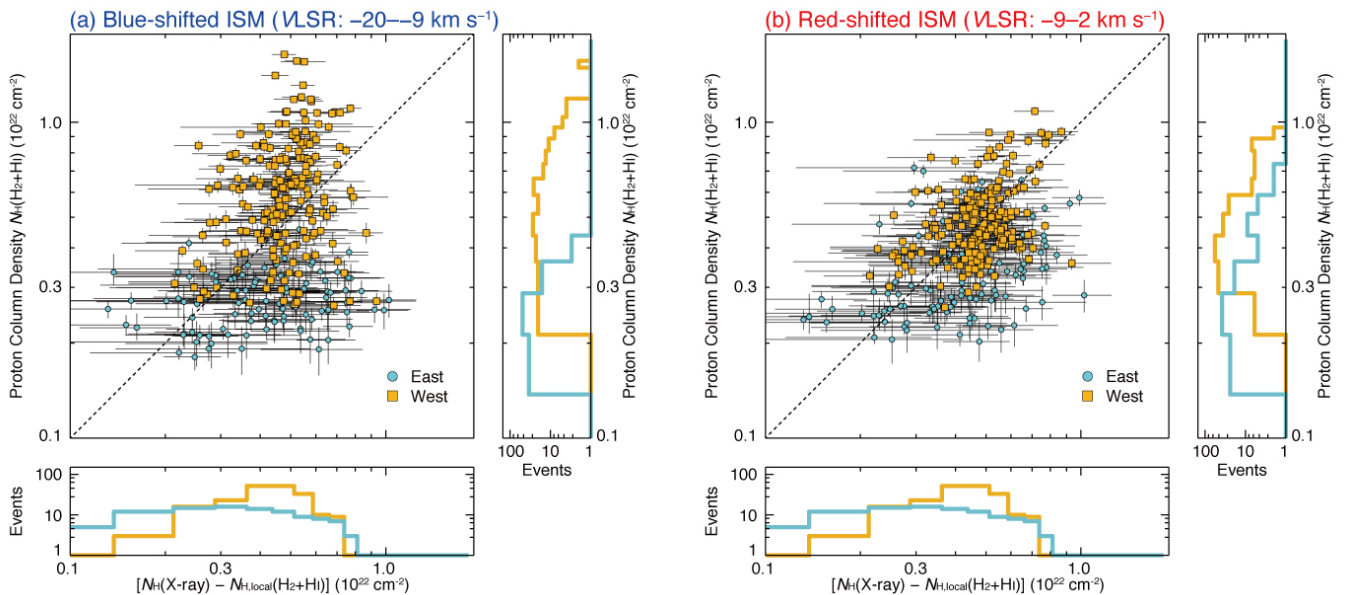 (a) Blue-shifted ISM (VLSR: −20–−9 km s⁻¹)
Proton Column Density NH(H2+HI) (10²² cm⁻²)
1.0
0.3
0.1
East
West
1.0
0.3
0.1
Proton Column Density NH(H2+HI) (10²² cm⁻²)
100 10 1
Events
Events
100
10
1
0.1 0.3 1.0
[NH(X-ray) − NH,local(H2+HI)] (10²² cm⁻²)
(b) Red-shifted ISM (VLSR: −9–2 km s⁻¹)
Proton Column Density NH(H2+HI) (10²² cm⁻²)
1.0
0.3
0.1
East
West
1.0
0.3
0.1
Proton Column Density NH(H2+HI) (10²² cm⁻²)
100 10 1
Events
Events
100
10
1
0.1 0.3 1.0
[NH(X-ray) − NH,local(H2+HI)] (10²² cm⁻²)